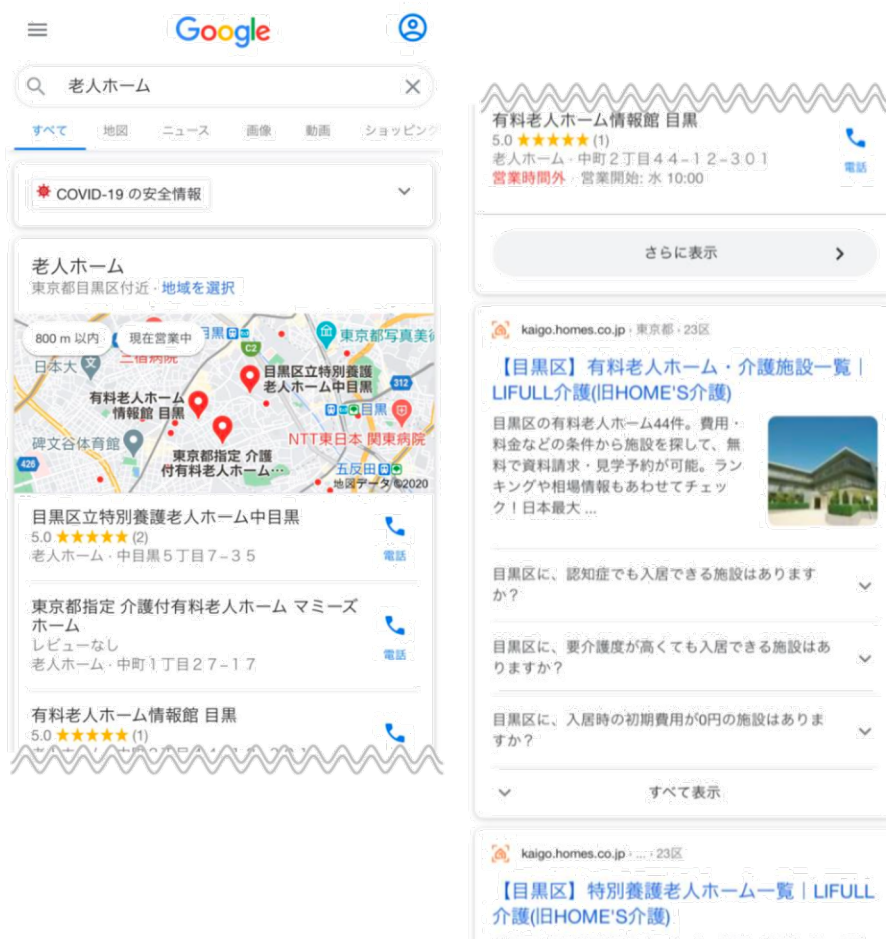 Google
老人ホーム
すべて 地図 ニュース 画像 動画 ショッピング
COVID-19 の安全情報
老人ホーム
東京都目黒区付近 · 地域を選択
800 m 以内 現在営業中
黒
東京都写真美術
日本大
三宿病院
C2
目黒区立特別養護
老人ホーム中目黒
312
有料老人ホーム
情報館 目黒
目黒
NTT東日本 関東病院
碑文谷体育館
東京都指定 介護
付有料老人ホーム…
426
五反田
地図データ©2020
目黒区立特別養護老人ホーム中目黒
5.0 ★★★★★ (2)
老人ホーム · 中目黒5丁目7−35
電話
東京都指定 介護付有料老人ホーム マミーズ
ホーム
レビューなし
老人ホーム · 中町1丁目27−17
電話
有料老人ホーム情報館 目黒
5.0 ★★★★★ (1)
有料老人ホーム情報館 目黒
5.0 ★★★★★ (1)
老人ホーム · 中町2丁目44−12−301
営業時間外 · 営業開始: 水 10:00
電話
さらに表示
kaigo.homes.co.jp · 東京都 · 23区
【目黒区】有料老人ホーム・介護施設一覧｜
LIFULL介護(旧HOME'S介護)
目黒区の有料老人ホーム44件。費用・
料金などの条件から施設を探して、無
料で資料請求・見学予約が可能。ラン
キングや相場情報もあわせてチェッ
ク！日本最大 ...
目黒区に、認知症でも入居できる施設はあります
か？
目黒区に、要介護度が高くても入居できる施設はあ
りますか？
目黒区に、入居時の初期費用が0円の施設はありま
すか？
すべて表示
kaigo.homes.co.jp · ... · 23区
【目黒区】特別養護老人ホーム一覧｜LIFULL
介護(旧HOME'S介護)